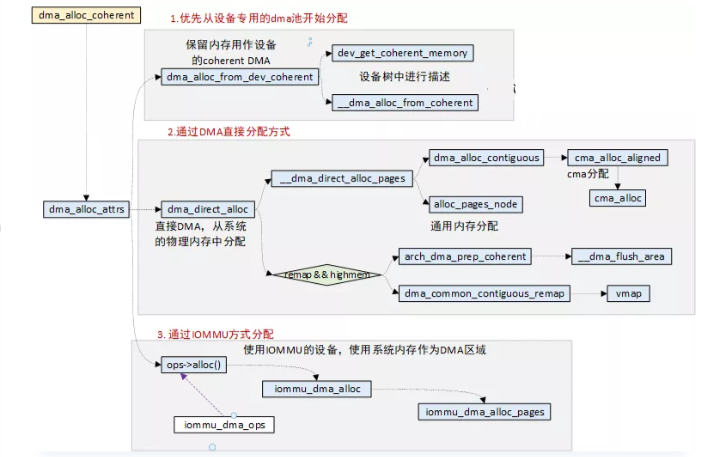 dma_alloc_coherent
1.优先从设备专用的dma池开始分配
保留内存用作设备
的coherent DMA
dma_alloc_from_dev_coherent
dev_get_coherent_memory
设备树中进行描述
__dma_alloc_from_coherent
2.通过DMA直接分配方式
dma_alloc_attrs
dma_direct_alloc
直接DMA，从系统
的物理内存中分配
__dma_direct_alloc_pages
dma_alloc_contiguous
cma_alloc_aligned
cma分配
cma_alloc
alloc_pages_node
通用内存分配
remap && highmem
arch_dma_prep_coherent
__dma_flush_area
dma_common_contiguous_remap
vmap
3. 通过IOMMU方式分配
使用IOMMU的设备，使用系统内存作为DMA区域
ops->alloc()
iommu_dma_alloc
iommu_dma_alloc_pages
iommu_dma_ops